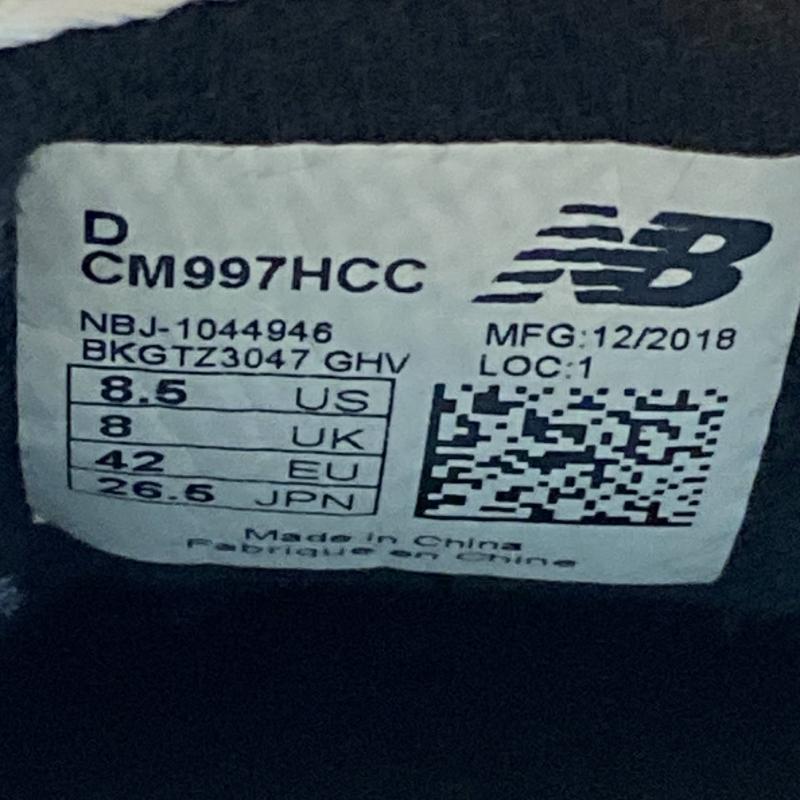 D
CM997HCC
NB
NBJ-1044946
BKGTZ3047 GHV
MFG:12/2018
LOC:1
8.5 US
8 UK
42 EU
26.5 JPN
Made in China
Fabriqué en Chine